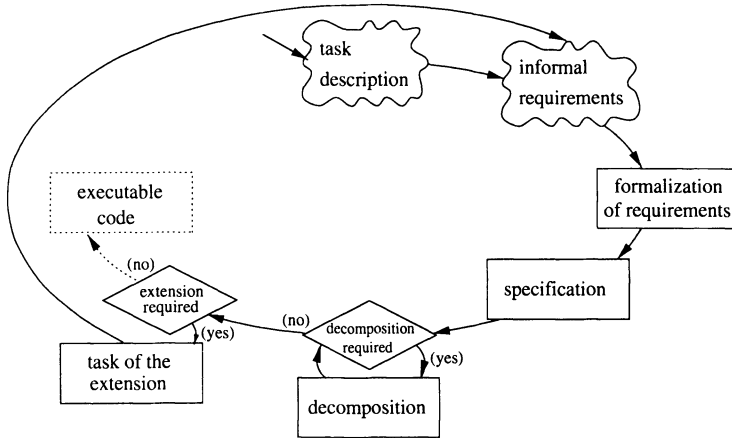 task
description
informal
requirements
formalization
of requirements
specification
decomposition
required
(yes)
(no)
decomposition
extension
required
(yes)
(no)
task of the
extension
executable
code